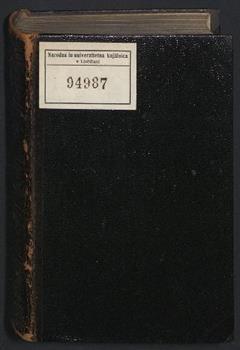 Narodna in univerzitetna knjižnica
v Ljubljani
94987